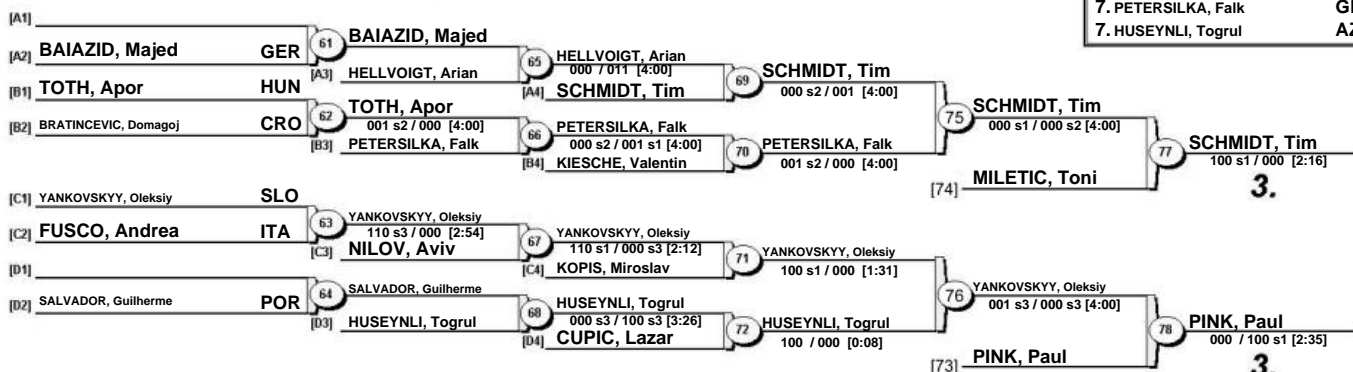 7. PETERSILKA, Falk
7. HUSEYNLI, Togrul
[A1]
[A2] BAIAZID, Majed GER
61
BAIAZID, Majed
[A3] HELLVOIGT, Arian
65
HELLVOIGT, Arian
000 / 011 [4:00]
[A4] SCHMIDT, Tim
69
SCHMIDT, Tim
000 s2 / 001 [4:00]
[B1] TOTH, Apor HUN
[B2] BRATINCEVIC, Domagoj CRO
62
TOTH, Apor
001 s2 / 000 [4:00]
[B3] PETERSILKA, Falk
66
PETERSILKA, Falk
000 s2 / 001 s1 [4:00]
[B4] KIESCHE, Valentin
70
PETERSILKA, Falk
001 s2 / 000 [4:00]
75
SCHMIDT, Tim
000 s1 / 000 s2 [4:00]
[74] MILETIC, Toni
77
SCHMIDT, Tim
100 s1 / 000 [2:16]
3.
[C1] YANKOVSKYY, Oleksiy SLO
[C2] FUSCO, Andrea ITA
63
YANKOVSKYY, Oleksiy
110 s3 / 000 [2:54]
[C3] NILOV, Aviv
67
YANKOVSKYY, Oleksiy
110 s1 / 000 s3 [2:12]
[C4] KOPIS, Miroslav
71
YANKOVSKYY, Oleksiy
100 s1 / 000 [1:31]
[D1]
[D2] SALVADOR, Guilherme POR
64
SALVADOR, Guilherme
[D3] HUSEYNLI, Togrul
68
HUSEYNLI, Togrul
000 s3 / 100 s3 [3:26]
[D4] CUPIC, Lazar
72
HUSEYNLI, Togrul
100 / 000 [0:08]
76
YANKOVSKYY, Oleksiy
001 s3 / 000 s3 [4:00]
[73] PINK, Paul
78
PINK, Paul
000 / 100 s1 [2:35]
3.